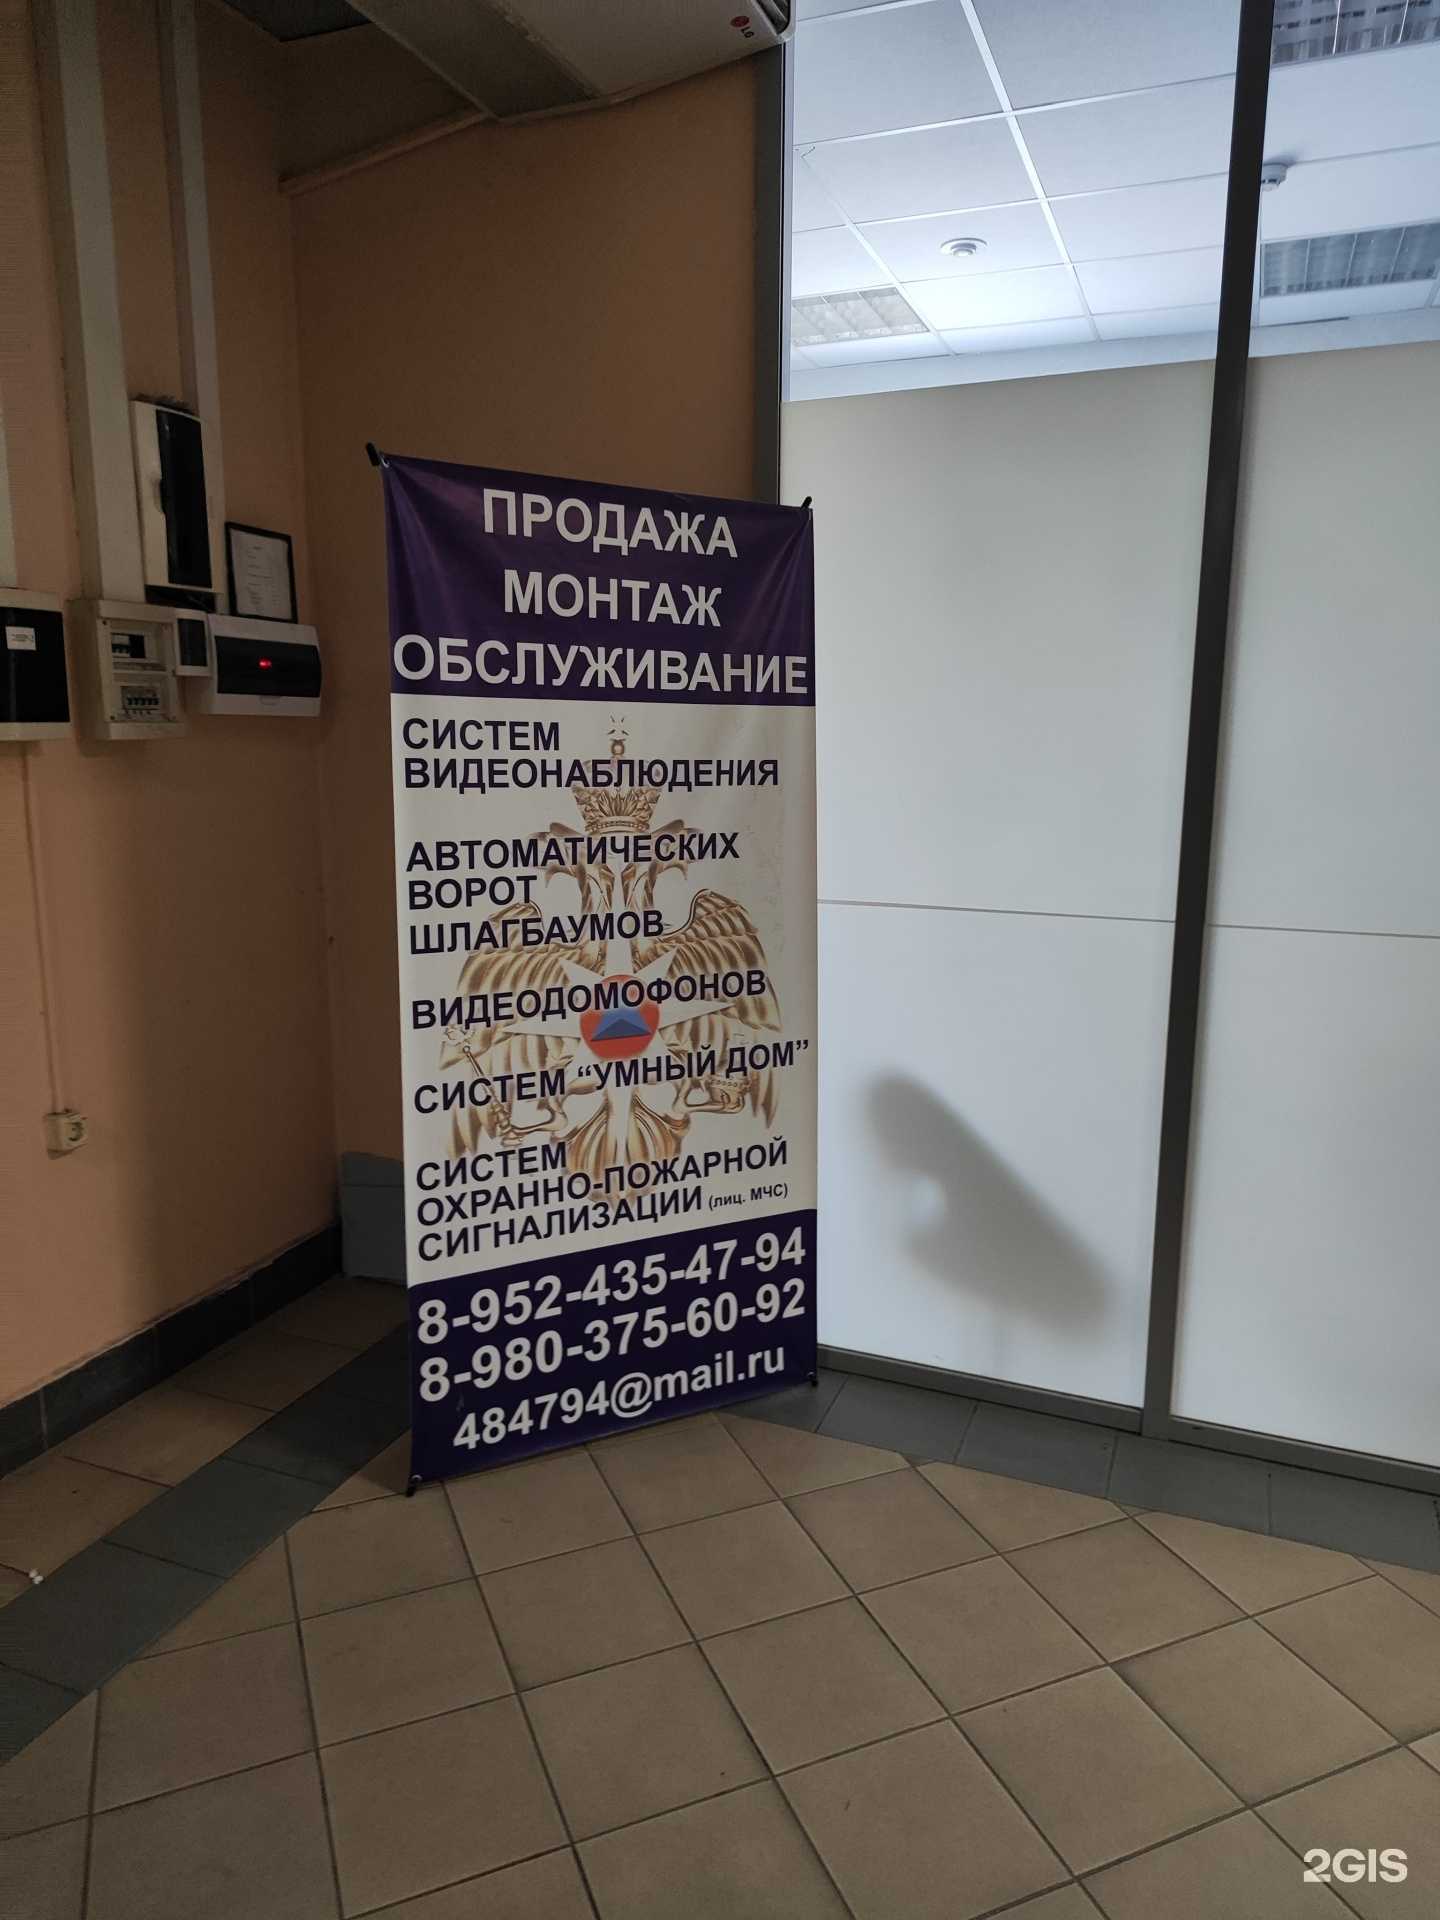 LG
ПРОДАЖА
МОНТАЖ
ОБСЛУЖИВАНИЕ
СИСТЕМ
ВИДЕОНАБЛЮДЕНИЯ
АВТОМАТИЧЕСКИХ
ВОРОТ
ШЛАГБАУМОВ
ВИДЕОДОМОФОНОВ
СИСТЕМ “УМНЫЙ ДОМ”
СИСТЕМ
ОХРАННО-ПОЖАРНОЙ
СИГНАЛИЗАЦИИ (лиц. МЧС)
8-952-435-47-94
8-980-375-60-92
484794@mail.ru
2GIS